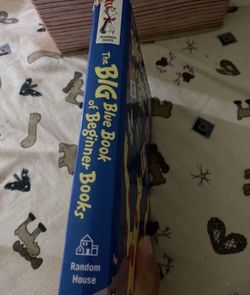 The BIG Blue Book
of Beginner Books
Random
House